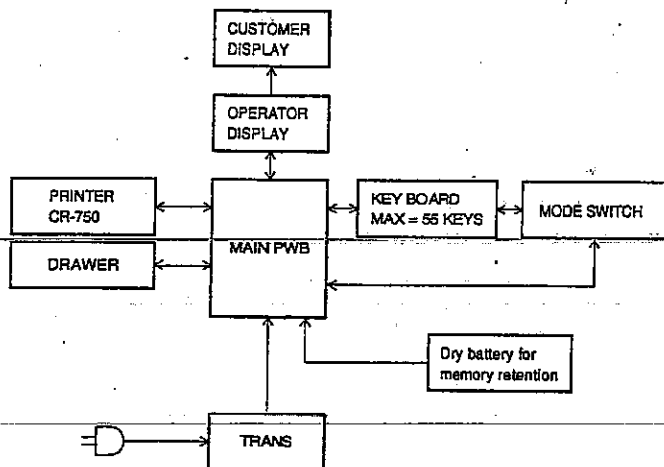 CUSTOMER
DISPLAY
OPERATOR
DISPLAY
PRINTER
CR-750
KEY BOARD
MAX = 55 KEYS
MODE SWITCH
MAIN PWB
DRAWER
Dry battery for
memory retention
TRANS